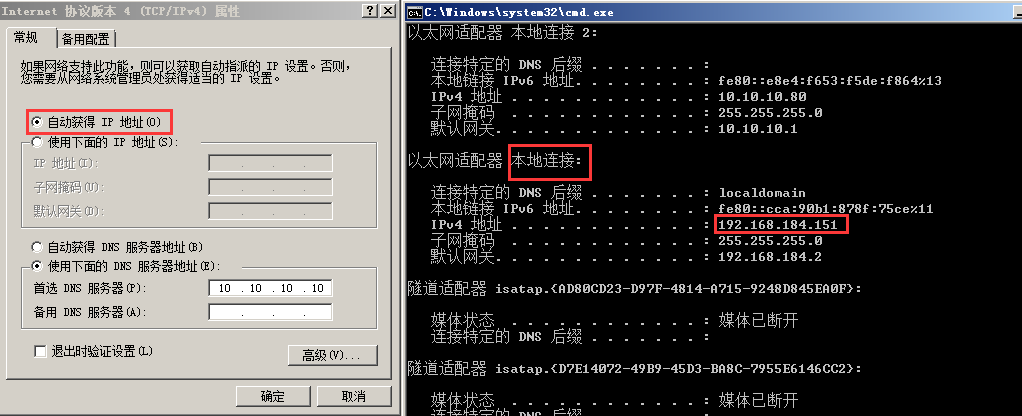 Internet 协议版本 4 (TCP/IPv4) 属性
常规
备用配置
如果网络支持此功能，则可以获取自动指派的 IP 设置。否则，
您需要从网络系统管理员处获得适当的 IP 设置。
自动获得 IP 地址(O)
使用下面的 IP 地址(S):
IP 地址(I):
子网掩码(U):
默认网关(D):
自动获得 DNS 服务器地址(B)
使用下面的 DNS 服务器地址(E):
首选 DNS 服务器(P): 10 . 10 . 10 . 10
备用 DNS 服务器(A):
退出时验证设置(L)
高级(V)...
确定
取消
C:\Windows\system32\cmd.exe
以太网适配器 本地连接 2:
连接特定的 DNS 后缀 . . . . . . . :
本地链接 IPv6 地址. . . . . . . . : fe80::e8e4:f653:f5de:f864%13
IPv4 地址 . . . . . . . . . . . . : 10.10.10.80
子网掩码 . . . . . . . . . . . . : 255.255.255.0
默认网关. . . . . . . . . . . . . : 10.10.10.1
以太网适配器 本地连接:
连接特定的 DNS 后缀 . . . . . . . : localdomain
本地链接 IPv6 地址. . . . . . . . : fe80::cca:90b1:878f:75ce%11
IPv4 地址 . . . . . . . . . . . . : 192.168.184.151
子网掩码 . . . . . . . . . . . . : 255.255.255.0
默认网关. . . . . . . . . . . . . : 192.168.184.2
隧道适配器 isatap.{AD80CD23-D97F-4814-A715-9248D845EA0F}:
媒体状态 . . . . . . . . . . . . : 媒体已断开
连接特定的 DNS 后缀 . . . . . . . :
隧道适配器 isatap.{D7E14072-49B9-45D3-BA8C-7955E6146CC2}:
媒体状态 . . . . . . . . . . . . : 媒体已断开
连接特定的 DNS 后缀 . . . . . . . :